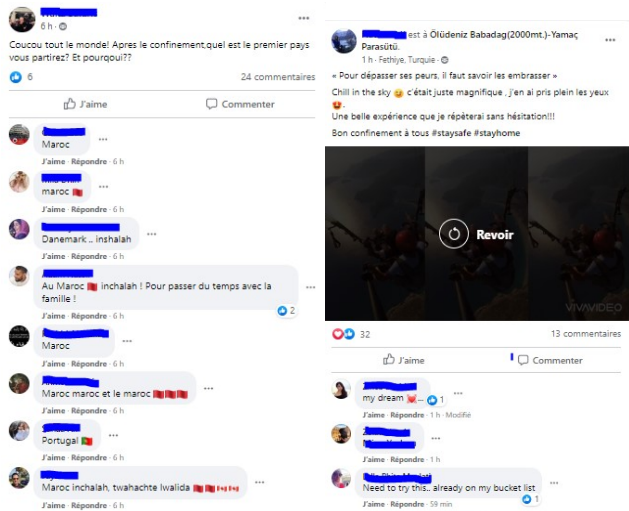 6 h ·
Coucou tout le monde! Apres le confinement,quel est le premier pays
vous partirez? Et pourqoui??
6
24 commentaires
J'aime
Commenter
Maroc
J'aime · Répondre · 6 h
maroc 🇲🇦
J'aime · Répondre · 6 h
Danemark .. inshalah
J'aime · Répondre · 6 h
Au Maroc 🇲🇦 inchalah ! Pour passer du temps avec la
famille !
2
J'aime · Répondre · 6 h
Maroc
J'aime · Répondre · 6 h
Maroc maroc et le maroc 🇲🇦🇲🇦🇲🇦
J'aime · Répondre · 6 h
Portugal 🇵🇹
J'aime · Répondre · 6 h
Maroc inchalah, twahachte lwalida 🇲🇦🇲🇦🇨🇦🇨🇦
J'aime · Répondre · 6 h
est à Ölüdeniz Babadag(2000mt.)-Yamaç
Parasütü.
1 h · Fethiye, Turquie ·
« Pour dépasser ses peurs, il faut savoir les embrasser »
Chill in the sky 😉 c'était juste magnifique , j'en ai pris plein les yeux
😍.
Une belle expérience que je répèterai sans hésitation!!!
Bon confinement à tous #staysafe #stayhome
Revoir
VIVAVIDEO
32
13 commentaires
J'aime
Commenter
my dream 💓...
1
J'aime · Répondre · 1 h · Modifié
J'aime · Répondre · 1 h
Need to try this.. already on my bucket list
1
J'aime · Répondre · 59 min